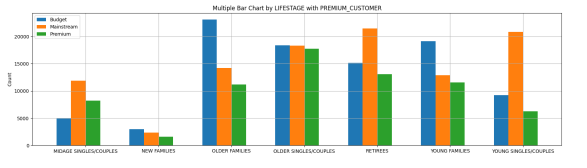 Multiple Bar Chart by LIFESTAGE with PREMIUM_CUSTOMER
Budget
Mainstream
Premium
20000
15000
10000
5000
0
Count
MIDAGE SINGLES/COUPLES NEW FAMILIES OLDER FAMILIES OLDER SINGLES/COUPLES RETIREES YOUNG FAMILIES YOUNG SINGLES/COUPLES